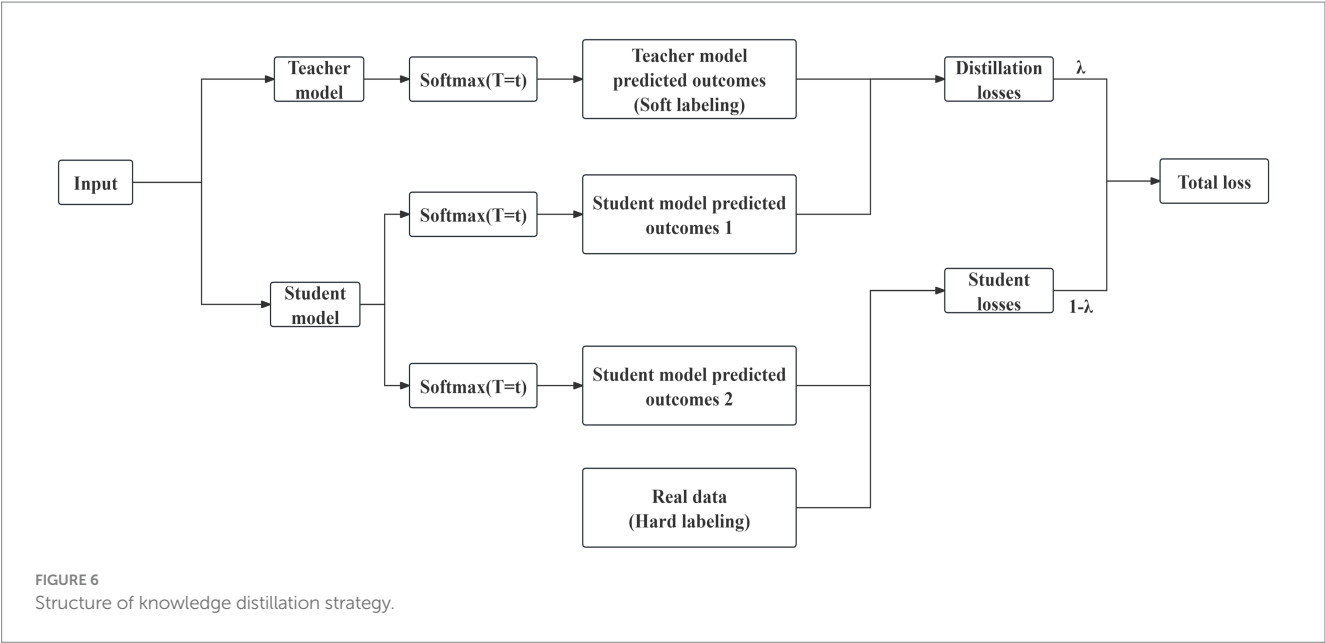 Teacher
model
Softmax(T=t)
Teacher model
predicted outcomes
(Soft labeling)
Distillation
losses
λ
Input
Softmax(T=t)
Student model predicted
outcomes 1
Total loss
Student
model
Student
losses
1-λ
Softmax(T=t)
Student model predicted
outcomes 2
Real data
(Hard labeling)
FIGURE 6
Structure of knowledge distillation strategy.